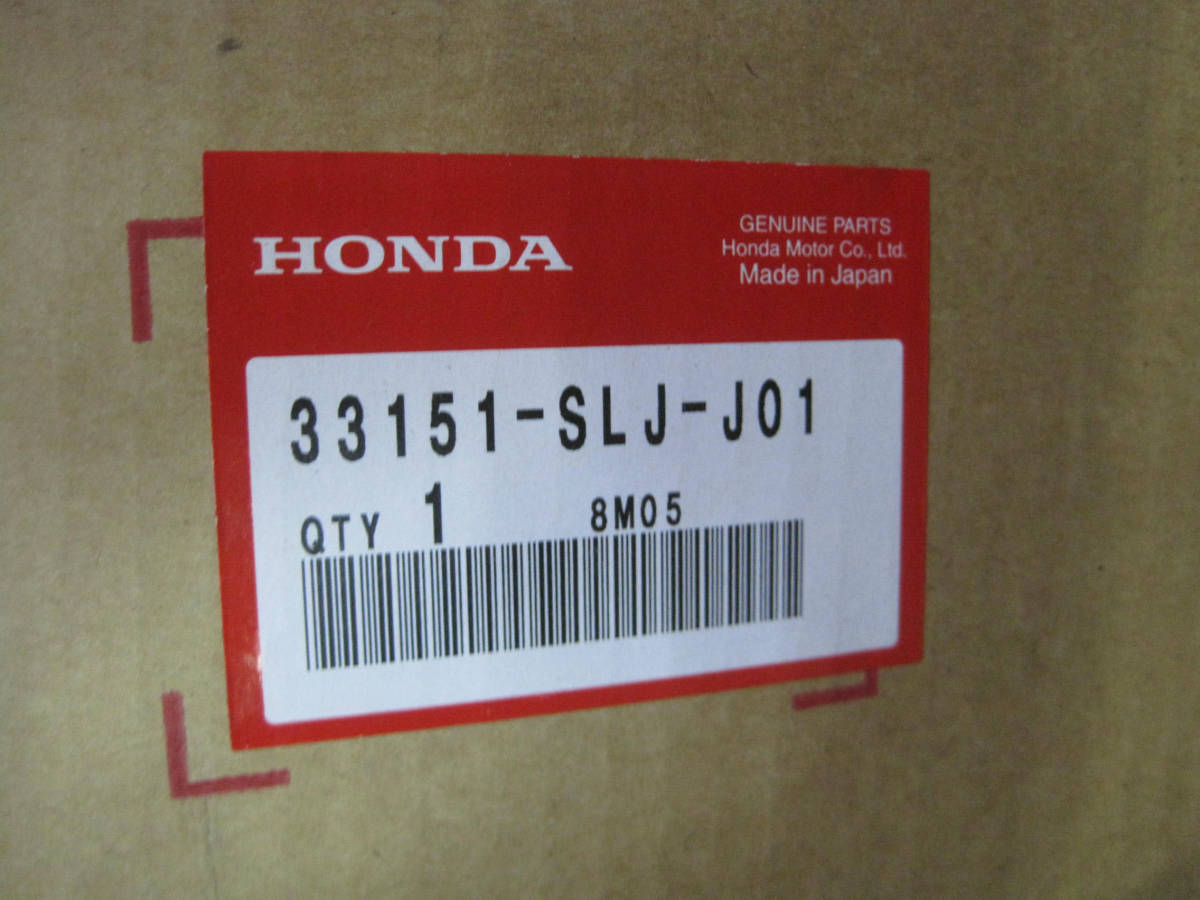 HONDA
GENUINE PARTS
Honda Motor Co., Ltd.
Made in Japan
33151-SLJ-J01
QTY 1 8M05